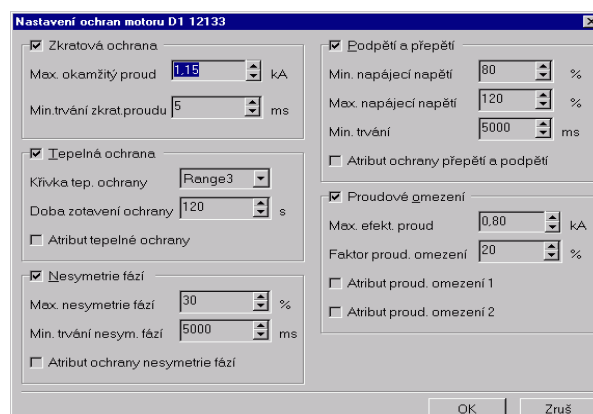 Nastavení ochran motoru D1 12133
Zkratová ochrana
Max. okamžitý proud 1,15 kA
Min.trvání zkrat.proudu 5 ms
Tepelná ochrana
Křivka tep. ochrany Range3
Doba zotavení ochrany 120 s
Atribut tepelné ochrany
Nesymetrie fází
Max. nesymetrie fází 30 %
Min. trvání nesym. fází 5000 ms
Atribut ochrany nesymetrie fází
Podpětí a přepětí
Min. napájecí napětí 80 %
Max. napájecí napětí 120 %
Min. trvání 5000 ms
Atribut ochrany přepětí a podpětí
Proudové omezení
Max. efekt. proud 0,80 kA
Faktor proud. omezení 20 %
Atribut proud. omezení 1
Atribut proud. omezení 2
OK Zruš